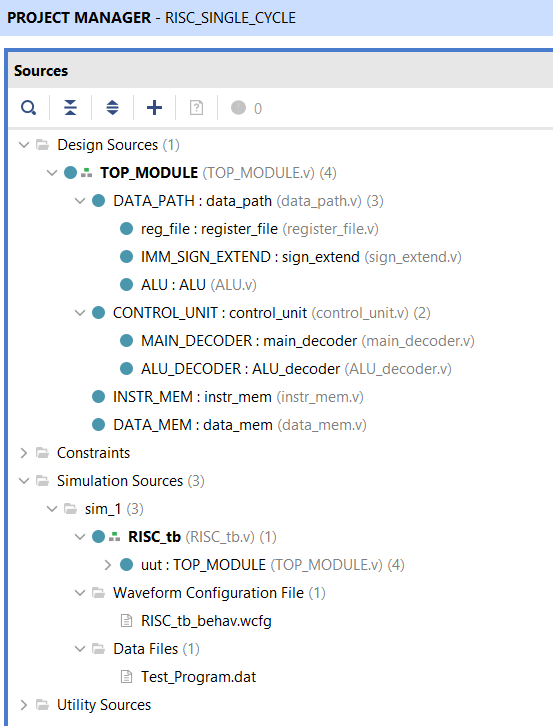 PROJECT MANAGER - RISC_SINGLE_CYCLE
Sources
0
Design Sources (1)
TOP_MODULE (TOP_MODULE.v) (4)
DATA_PATH : data_path (data_path.v) (3)
reg_file : register_file (register_file.v)
IMM_SIGN_EXTEND : sign_extend (sign_extend.v)
ALU : ALU (ALU.v)
CONTROL_UNIT : control_unit (control_unit.v) (2)
MAIN_DECODER : main_decoder (main_decoder.v)
ALU_DECODER : ALU_decoder (ALU_decoder.v)
INSTR_MEM : instr_mem (instr_mem.v)
DATA_MEM : data_mem (data_mem.v)
Constraints
Simulation Sources (3)
sim_1 (3)
RISC_tb (RISC_tb.v) (1)
uut : TOP_MODULE (TOP_MODULE.v) (4)
Waveform Configuration File (1)
RISC_tb_behav.wcfg
Data Files (1)
Test_Program.dat
Utility Sources